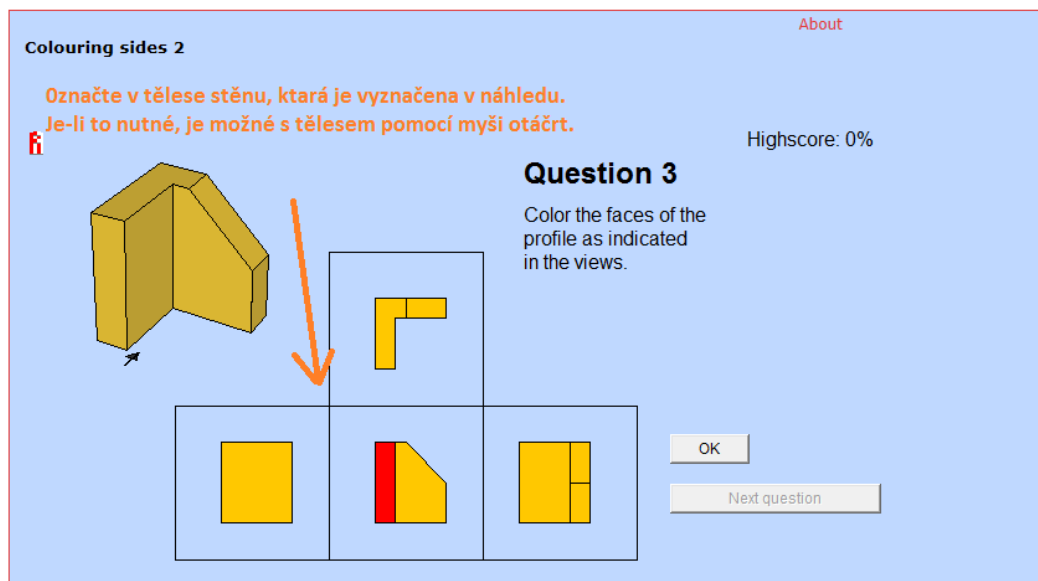 About
Colouring sides 2
Označte v tělese stěnu, ktará je vyznačena v náhledu.
Je-li to nutné, je možné s tělesem pomocí myši otáčrt.
Highscore: 0%
Question 3
Color the faces of the
profile as indicated
in the views.
OK
Next question